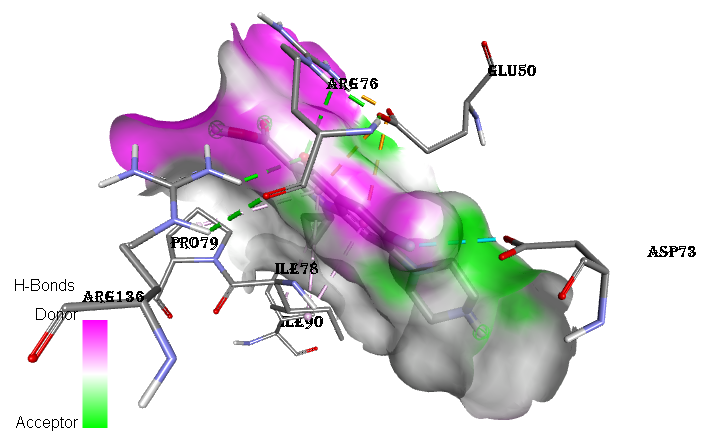 GLU50
ARG76
PRO79
ASP73
ILE78
H-Bonds
ARG136
Donor
ILE90
Acceptor